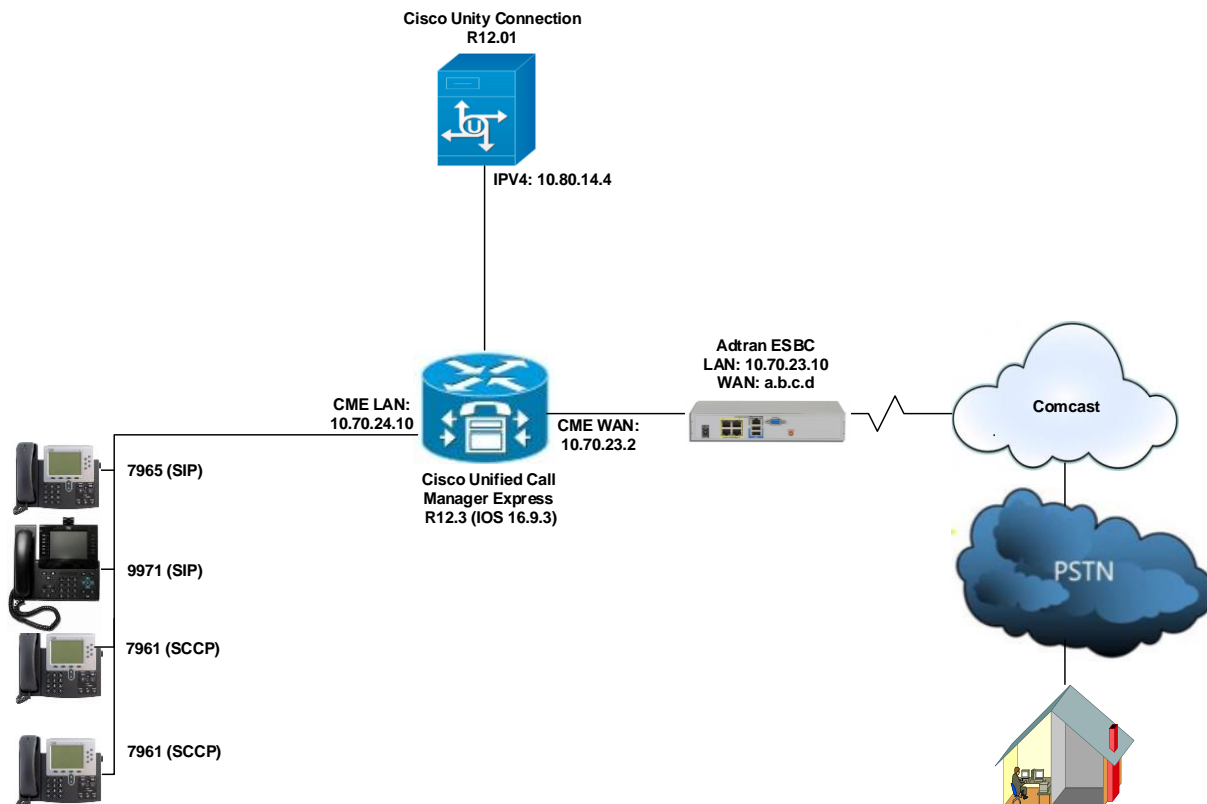 Cisco Unity Connection
R12.01
U
IPV4: 10.80.14.4
Adtran ESBC
LAN: 10.70.23.10
WAN: a.b.c.d
CME LAN:
10.70.24.10
CME WAN:
10.70.23.2
Comcast
Cisco Unified Call
Manager Express
R12.3 (IOS 16.9.3)
7965 (SIP)
9971 (SIP)
7961 (SCCP)
7961 (SCCP)
PSTN